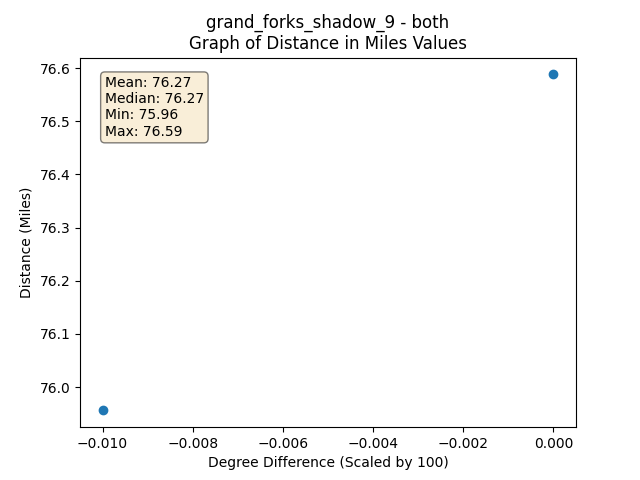 grand_forks_shadow_9 - both
Graph of Distance in Miles Values
Mean: 76.27
Median: 76.27
Min: 75.96
Max: 76.59
76.6
76.5
76.4
76.3
76.2
76.1
76.0
Distance (Miles)
−0.010 −0.008 −0.006 −0.004 −0.002 0.000
Degree Difference (Scaled by 100)